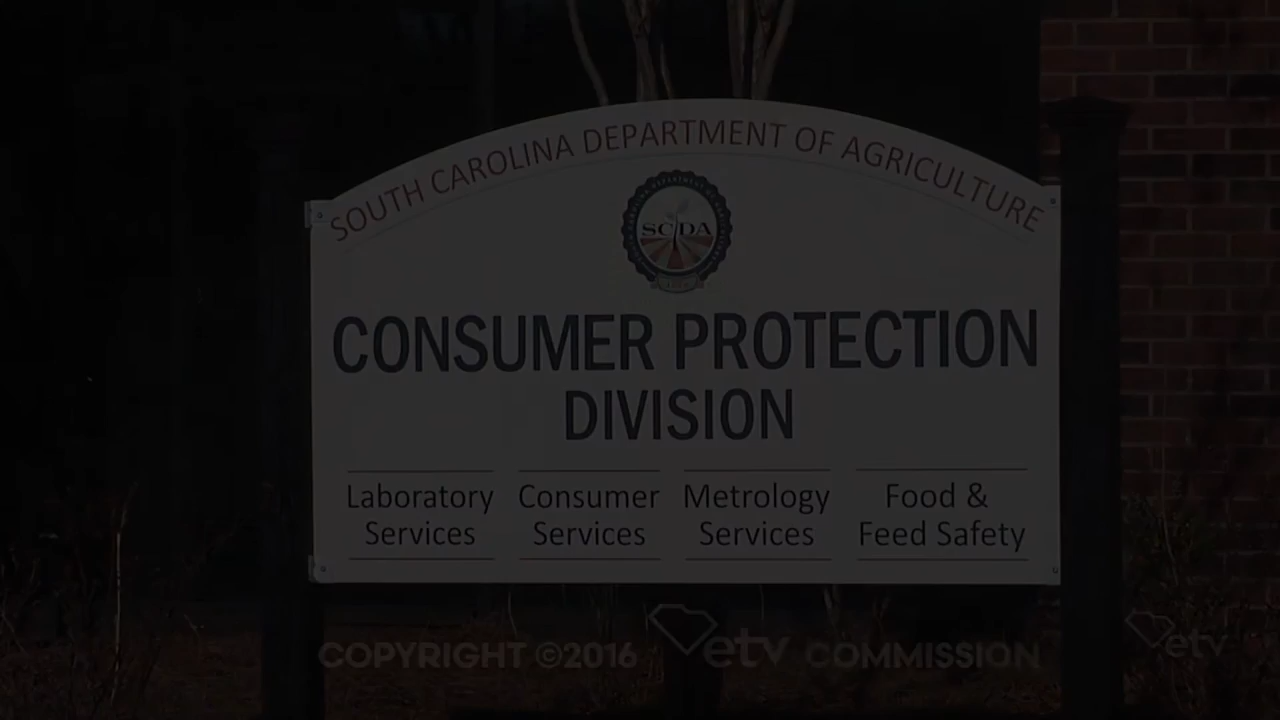 SOUTH CAROLINA DEPARTMENT OF AGRICULTURE
SCDA
CONSUMER PROTECTION
DIVISION
Laboratory
Services
Consumer
Services
Metrology
Services
Food &
Feed Safety
COPYRIGHT ©2016 etv COMMISSION
etv